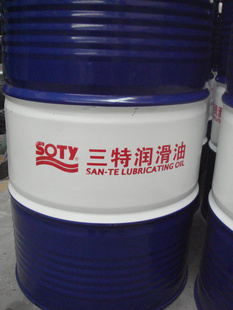 SOTY
三特润滑油
SAN-TE LUBRICATING OIL